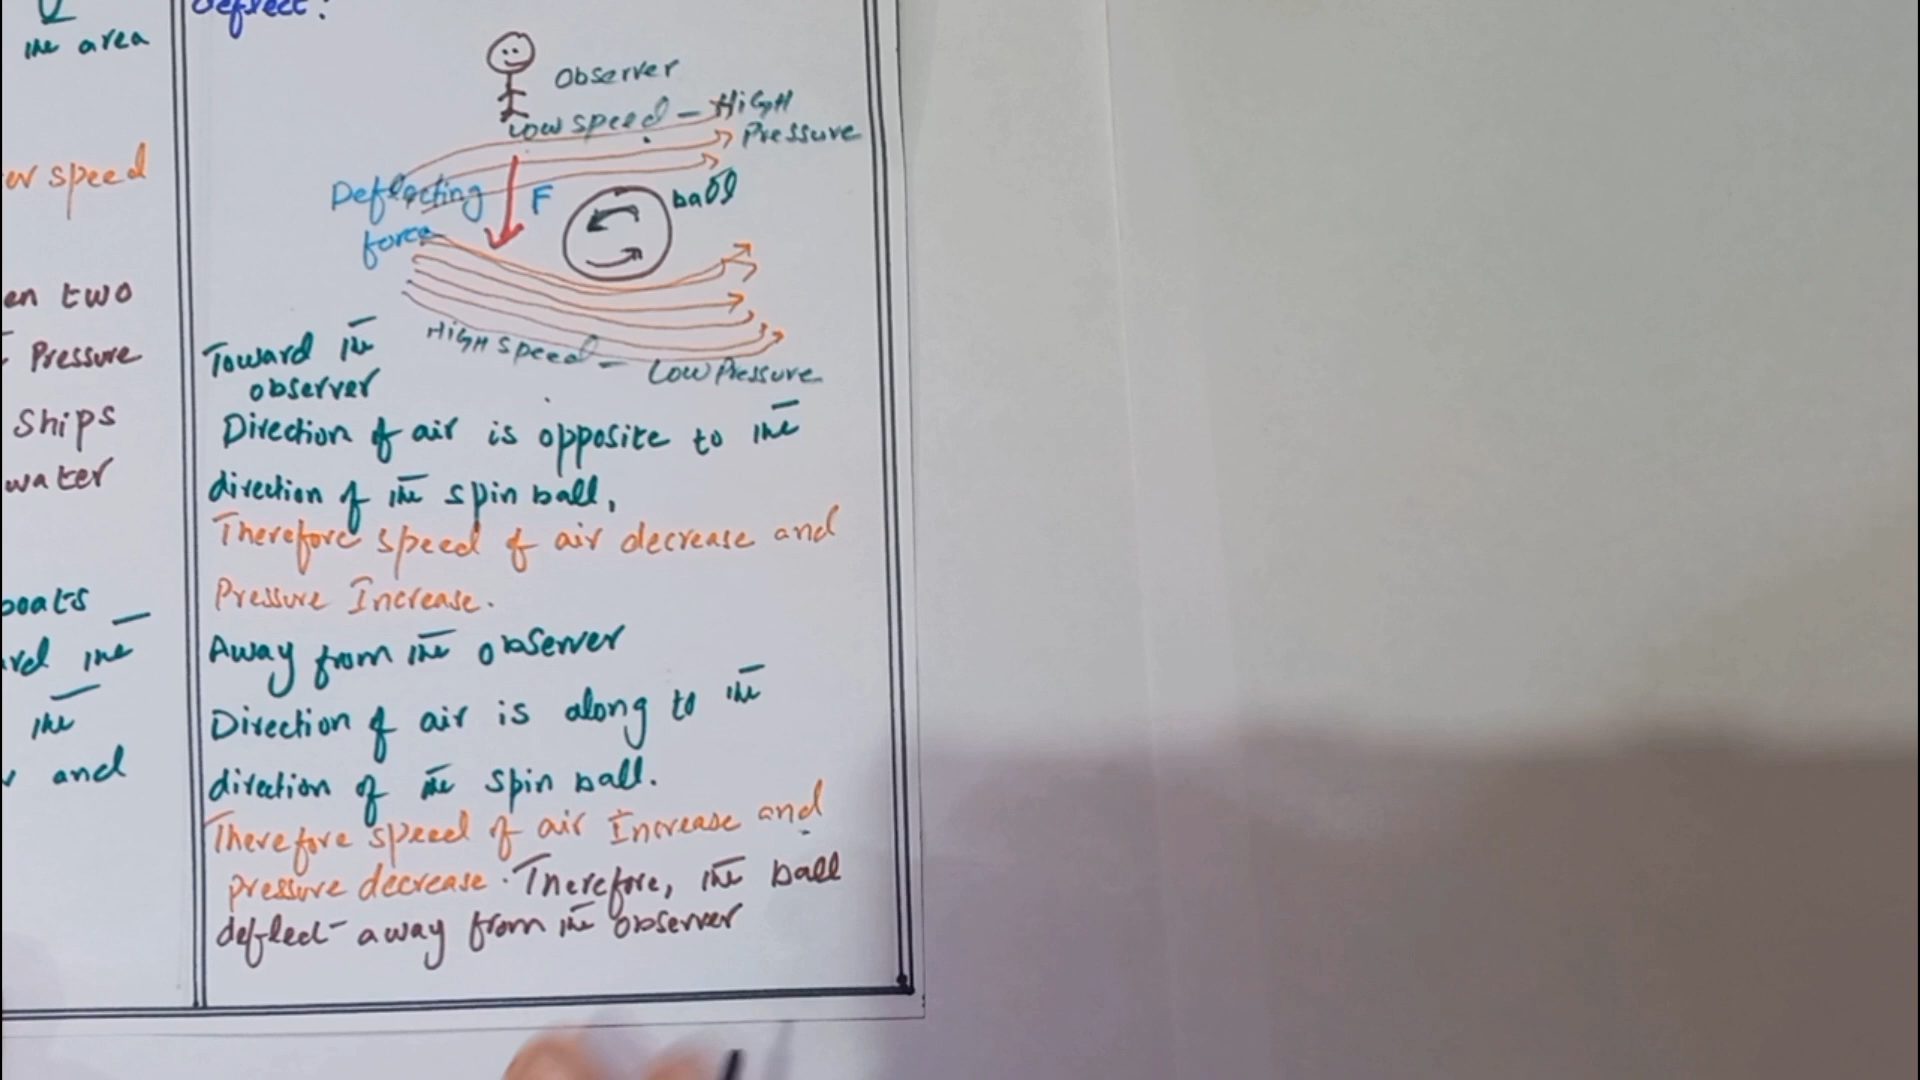 the area
er speed
en two
Pressure
Ships
water
boats
the
the
and
deflect?
Observer
Low speed – HIGH
Pressure
Deflecting
force
F
ball
HIGH speed – Low Pressure
Toward the
observer
Direction of air is opposite to the
direction of the spin ball,
Therefore speed of air decrease and
Pressure Increase.
Away from the observer
Direction of air is along to the
direction of the spin ball.
Therefore speed of air Increase and
pressure decrease. Therefore, the ball
deflect away from the observer